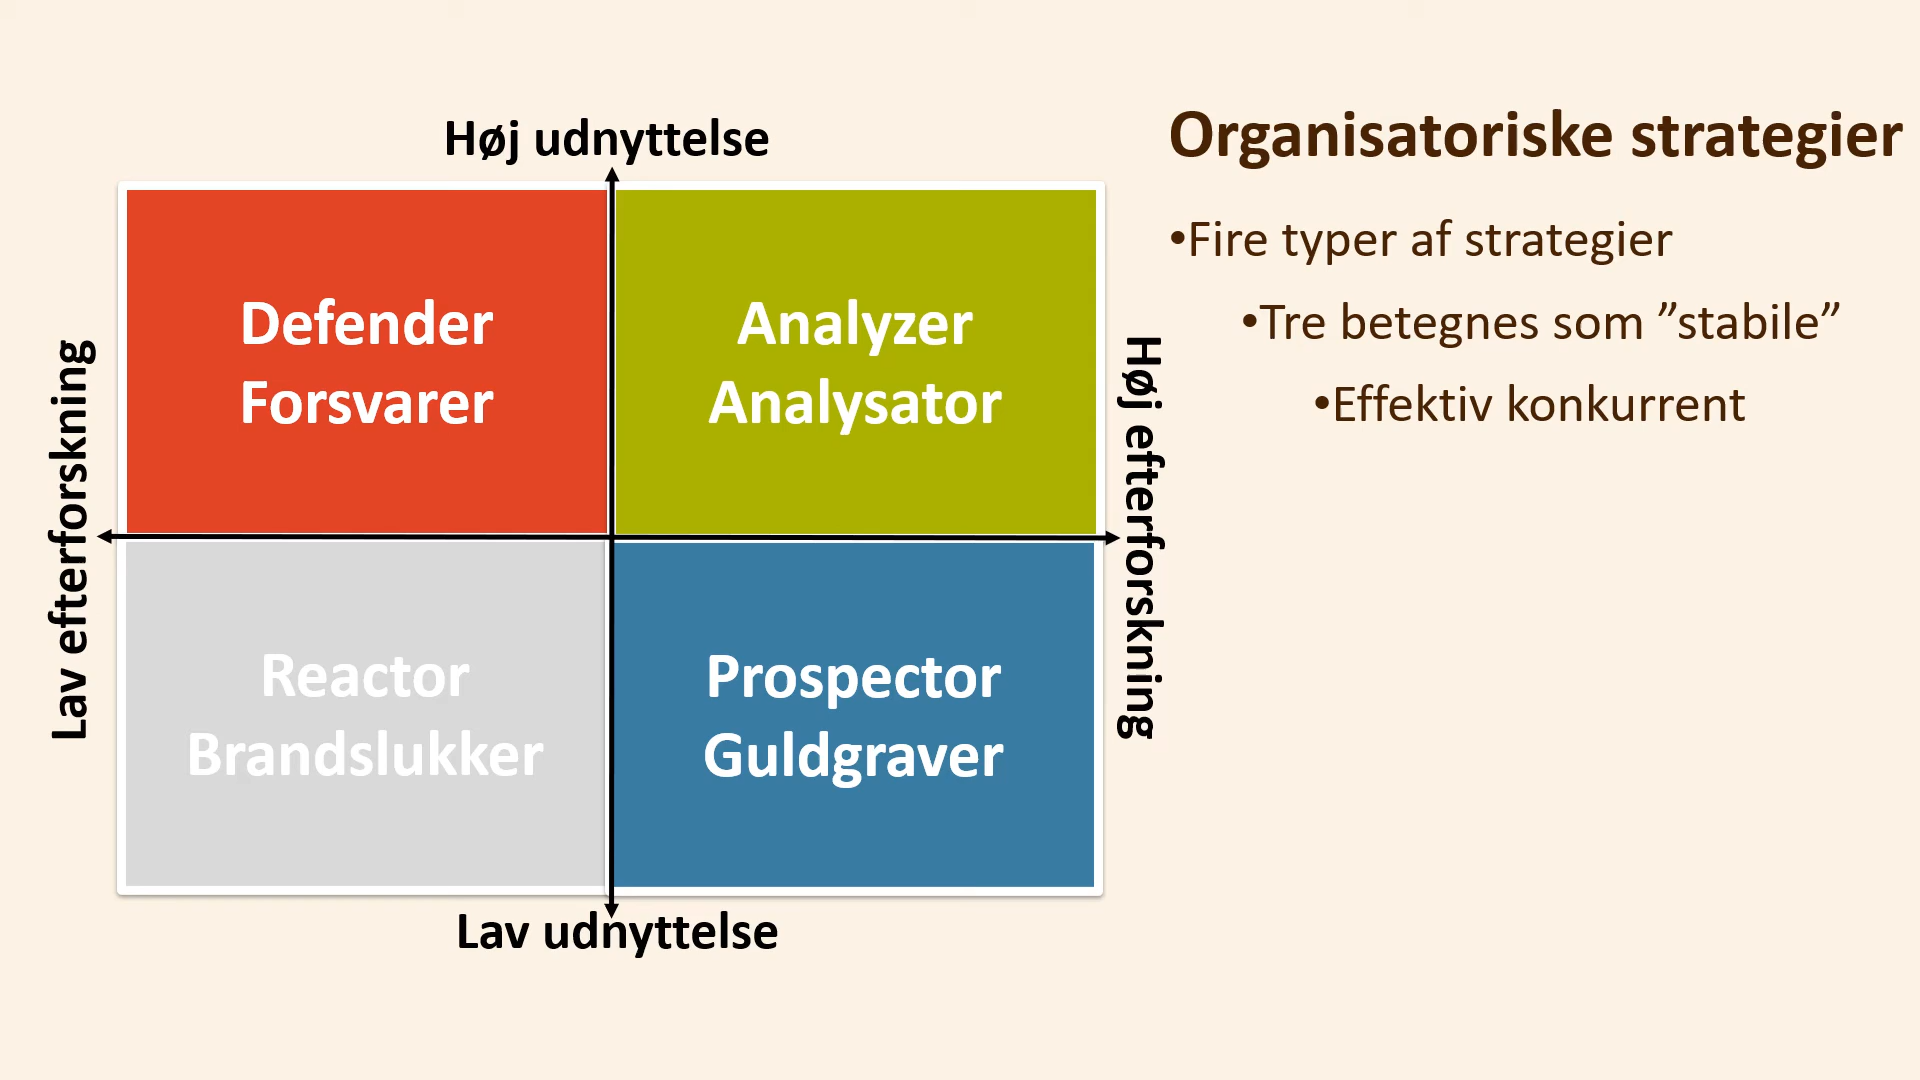 Organisatoriske strategier
•Fire typer af strategier
•Tre betegnes som ”stabile”
•Effektiv konkurrent
Høj udnyttelse
Defender
Forsvarer
Analyzer
Analysator
Lav efterforskning
Høj efterforskning
Reactor
Brandslukker
Prospector
Guldgraver
Lav udnyttelse